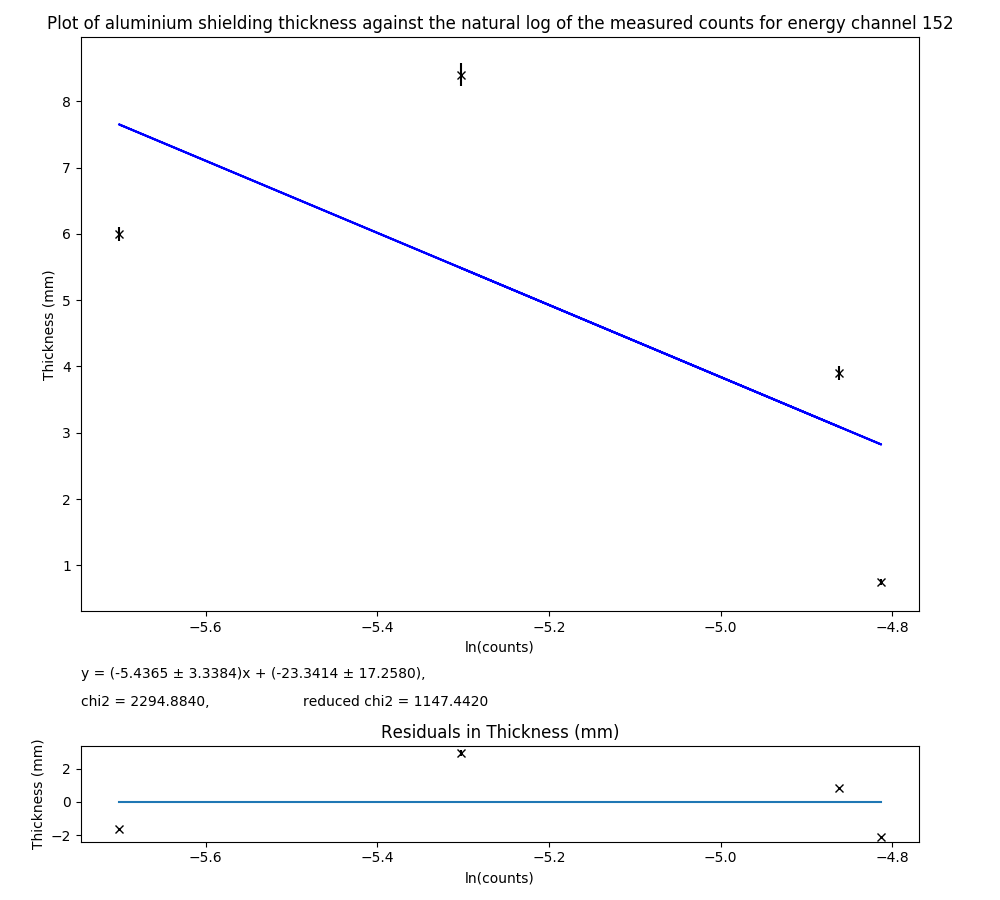 Plot of aluminium shielding thickness against the natural log of the measured counts for energy channel 152
8
7
6
5
4
3
2
1
Thickness (mm)
−5.6 −5.4 −5.2 −5.0 −4.8
ln(counts)
y = (-5.4365 ± 3.3384)x + (-23.3414 ± 17.2580),
chi2 = 2294.8840, reduced chi2 = 1147.4420
Residuals in Thickness (mm)
2
0
−2
Thickness (mm)
−5.6 −5.4 −5.2 −5.0 −4.8
ln(counts)